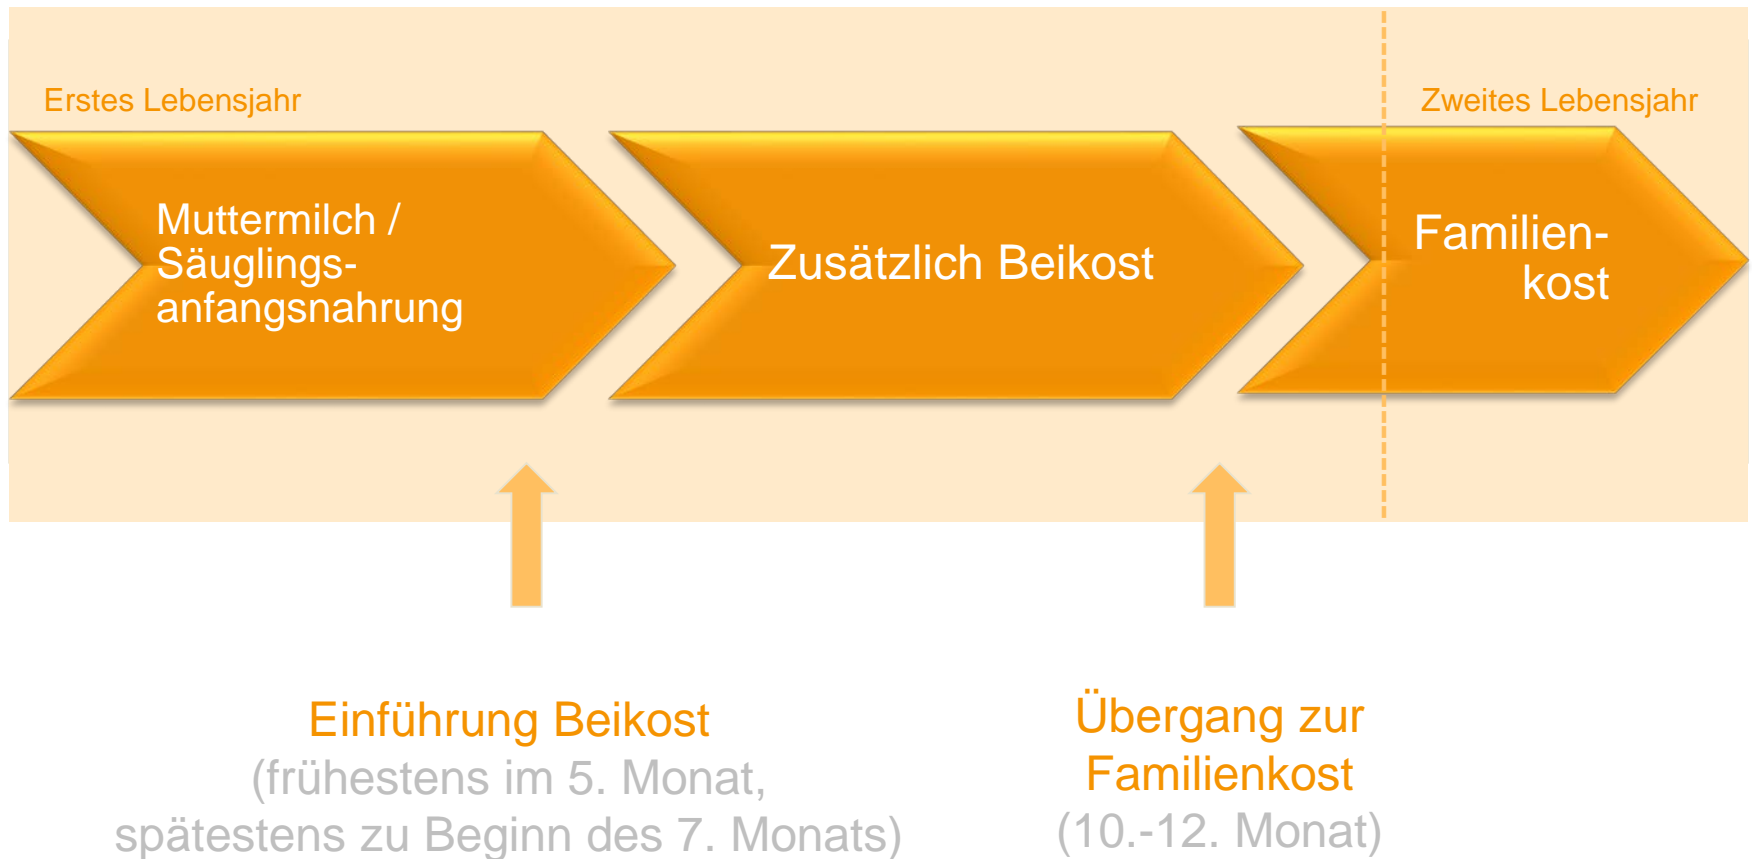 Erstes Lebensjahr
Zweites Lebensjahr
Muttermilch /
Säuglings-
anfangsnahrung
Zusätzlich Beikost
Familien-
kost
Einführung Beikost
(frühestens im 5. Monat,
spätestens zu Beginn des 7. Monats)
Übergang zur
Familienkost
(10.-12. Monat)